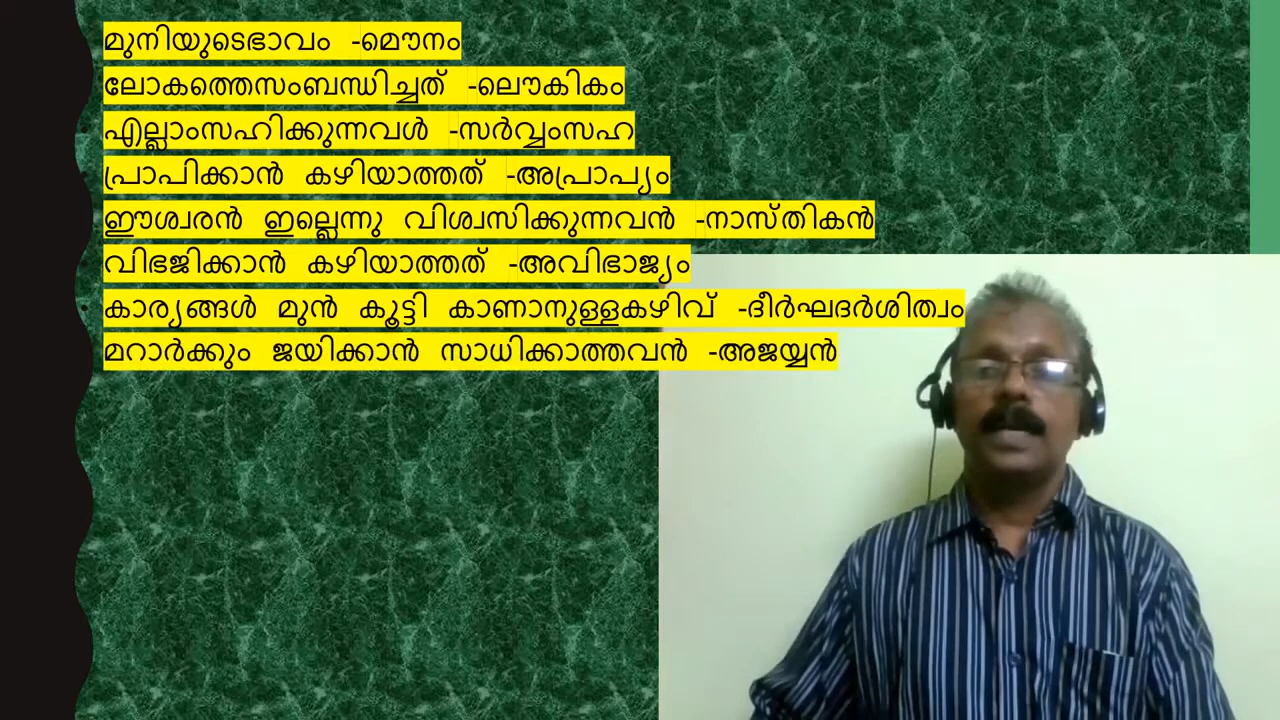 മുനിയുടെഭാവം -മൌനം
ലോകത്തെസംബന്ധിച്ചത് -ലൌകികം
എല്ലാംസഹിക്കുന്നവൾ -സർവ്വംസഹ
പ്രാപിക്കാൻ കഴിയാത്തത് -അപ്രാപ്യം
ഈശ്വരൻ ഇല്ലെന്നു വിശ്വസിക്കുന്നവൻ -നാസ്തികൻ
വിഭജിക്കാൻ കഴിയാത്തത് -അവിഭാജ്യം
കാര്യങ്ങൾ മുൻ കൂട്ടി കാണാനുള്ളകഴിവ് -ദീർഘദർശിത്വം
മറാർക്കും ജയിക്കാൻ സാധിക്കാത്തവൻ -അജയ്യൻ